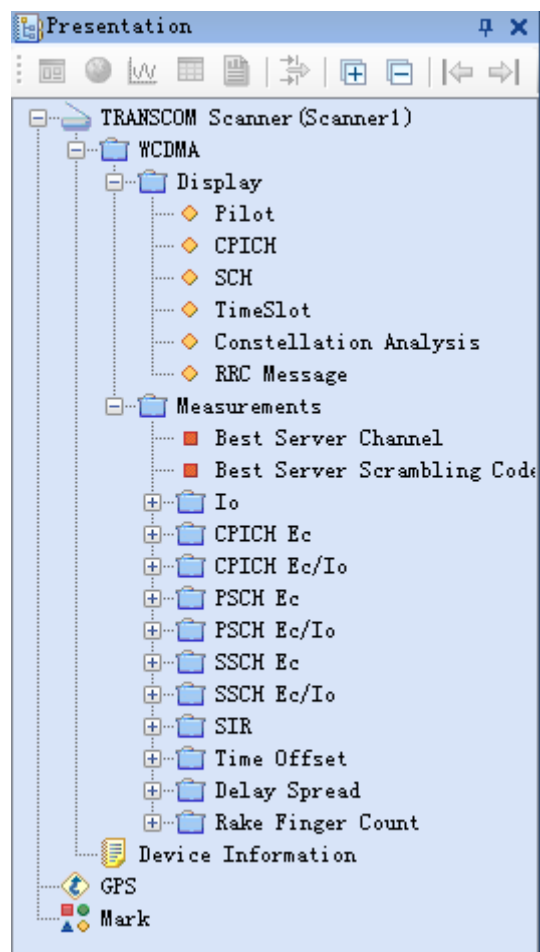 Presentation
TRANSCOM Scanner(Scanner1)
WCDMA
Display
Pilot
CPICH
SCH
TimeSlot
Constellation Analysis
RRC Message
Measurements
Best Server Channel
Best Server Scrambling Code
Io
CPICH Ec
CPICH Ec/Io
PSCH Ec
PSCH Ec/Io
SSCH Ec
SSCH Ec/Io
SIR
Time Offset
Delay Spread
Rake Finger Count
Device Information
GPS
Mark